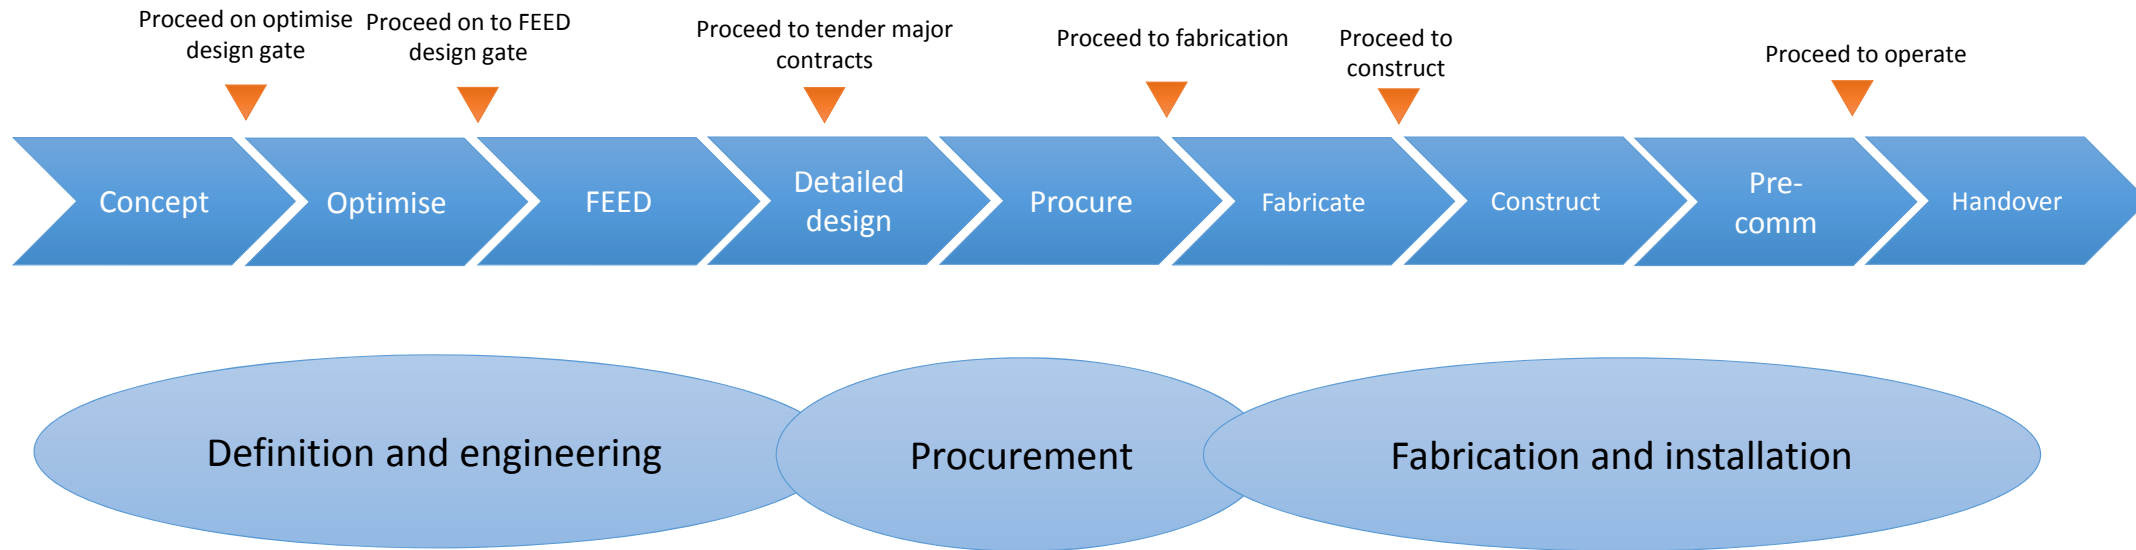 Proceed on optimise
design gate
Proceed on to FEED
design gate
Proceed to tender major
contracts
Proceed to fabrication
Proceed to
construct
Proceed to operate
Concept
Optimise
FEED
Detailed
design
Procure
Fabricate
Construct
Pre-
comm
Handover
Definition and engineering
Procurement
Fabrication and installation